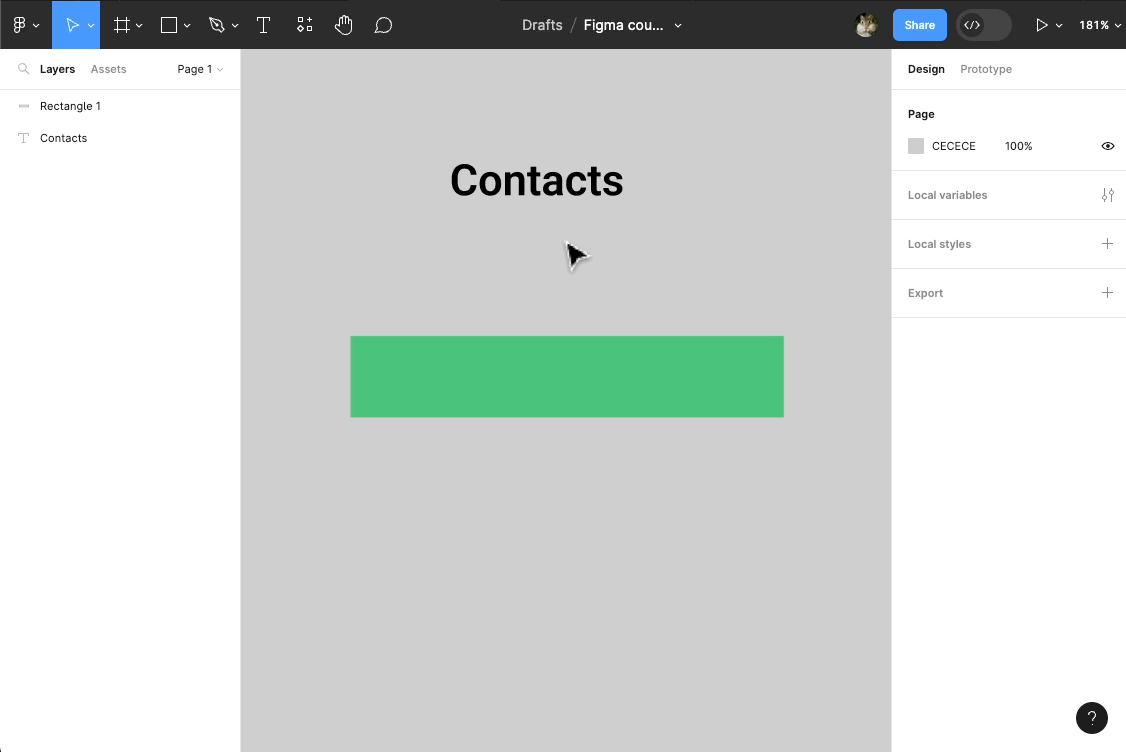 Drafts / Figma cou...
Share
181%
Layers
Assets
Page 1
Design
Prototype
Rectangle 1
Contacts
Contacts
Page
CECECE
100%
Local variables
Local styles
Export
?